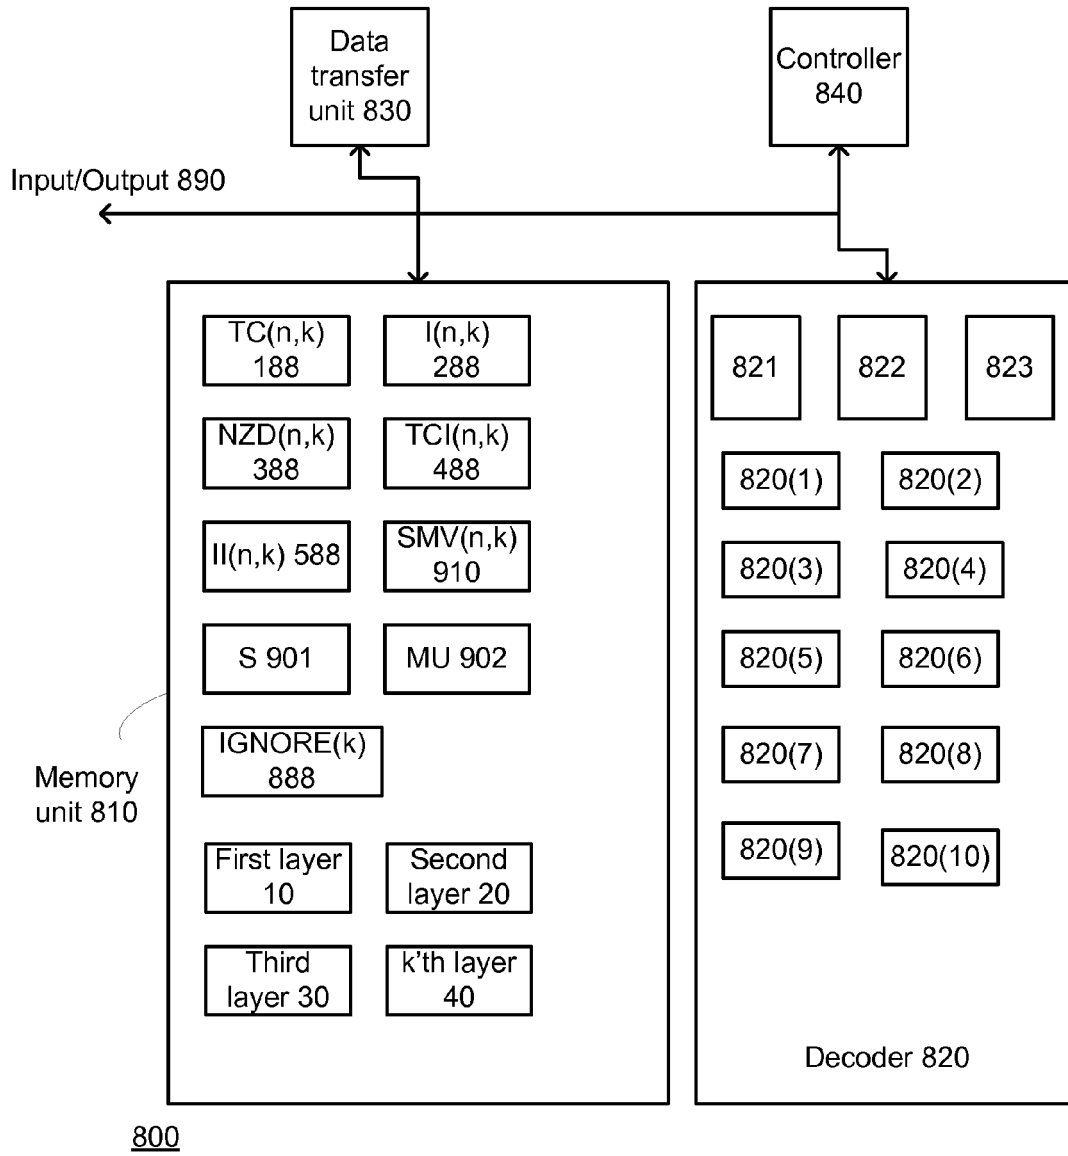 Data
transfer
unit 830
Controller
840
Input/Output 890
TC(n,k)
188
I(n,k)
288
NZD(n,k)
388
TCI(n,k)
488
II(n,k) 588
SMV(n,k)
910
S 901
MU 902
IGNORE(k)
888
Memory
unit 810
First layer
10
Second
layer 20
Third
layer 30
k'th layer
40
821
822
823
820(1)
820(2)
820(3)
820(4)
820(5)
820(6)
820(7)
820(8)
820(9)
820(10)
Decoder 820
800